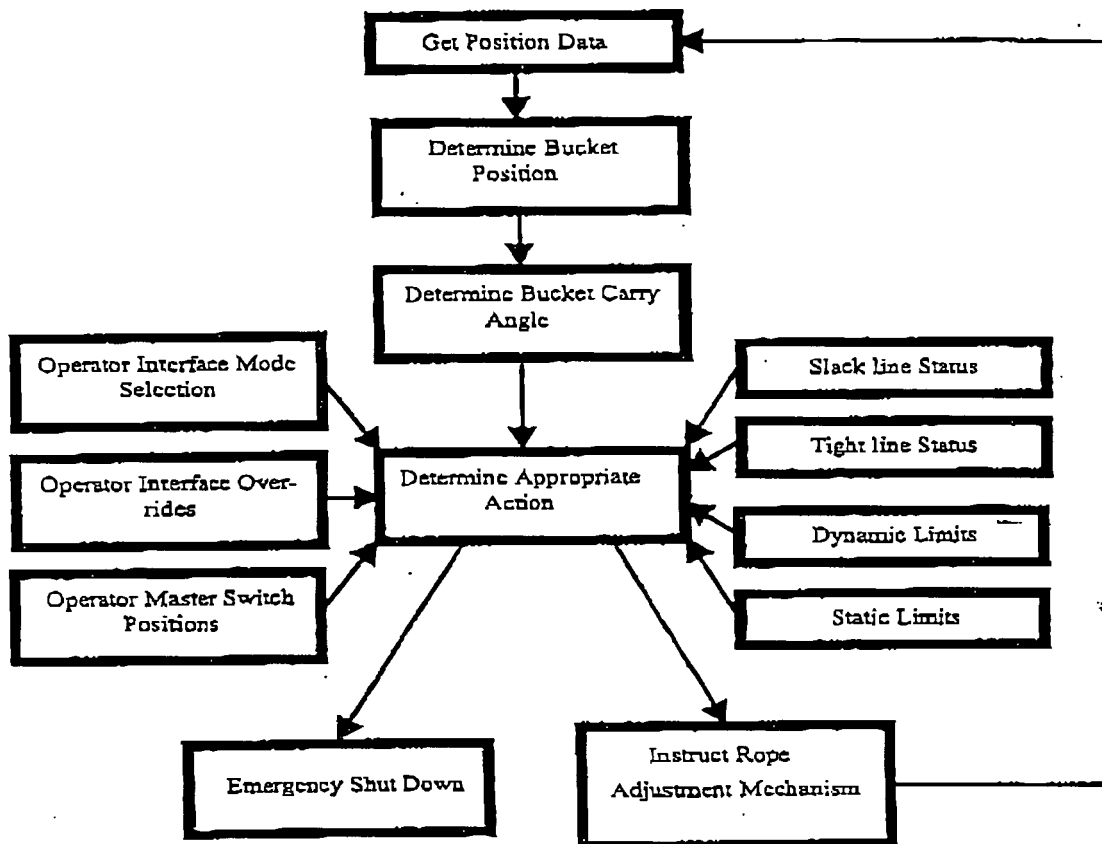 Get Position Data
Determine Bucket
Position
Determine Bucket Carry
Angle
Operator Interface Mode
Selection
Operator Interface Over-
rides
Operator Master Switch
Positions
Determine Appropriate
Action
Slack line Status
Tight line Status
Dynamic Limits
Static Limits
Emergency Shut Down
Instruct Rope
Adjustment Mechanism